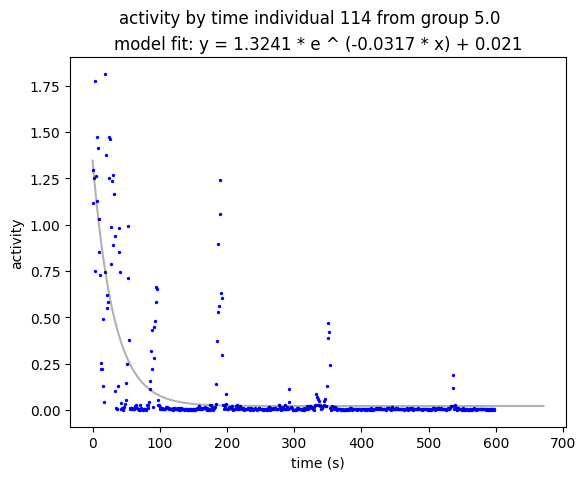 activity by time individual 114 from group 5.0
model fit: y = 1.3241 * e ^ (-0.0317 * x) + 0.021
1.75
1.50
1.25
1.00
0.75
0.50
0.25
0.00
activity
0 100 200 300 400 500 600 700
time (s)